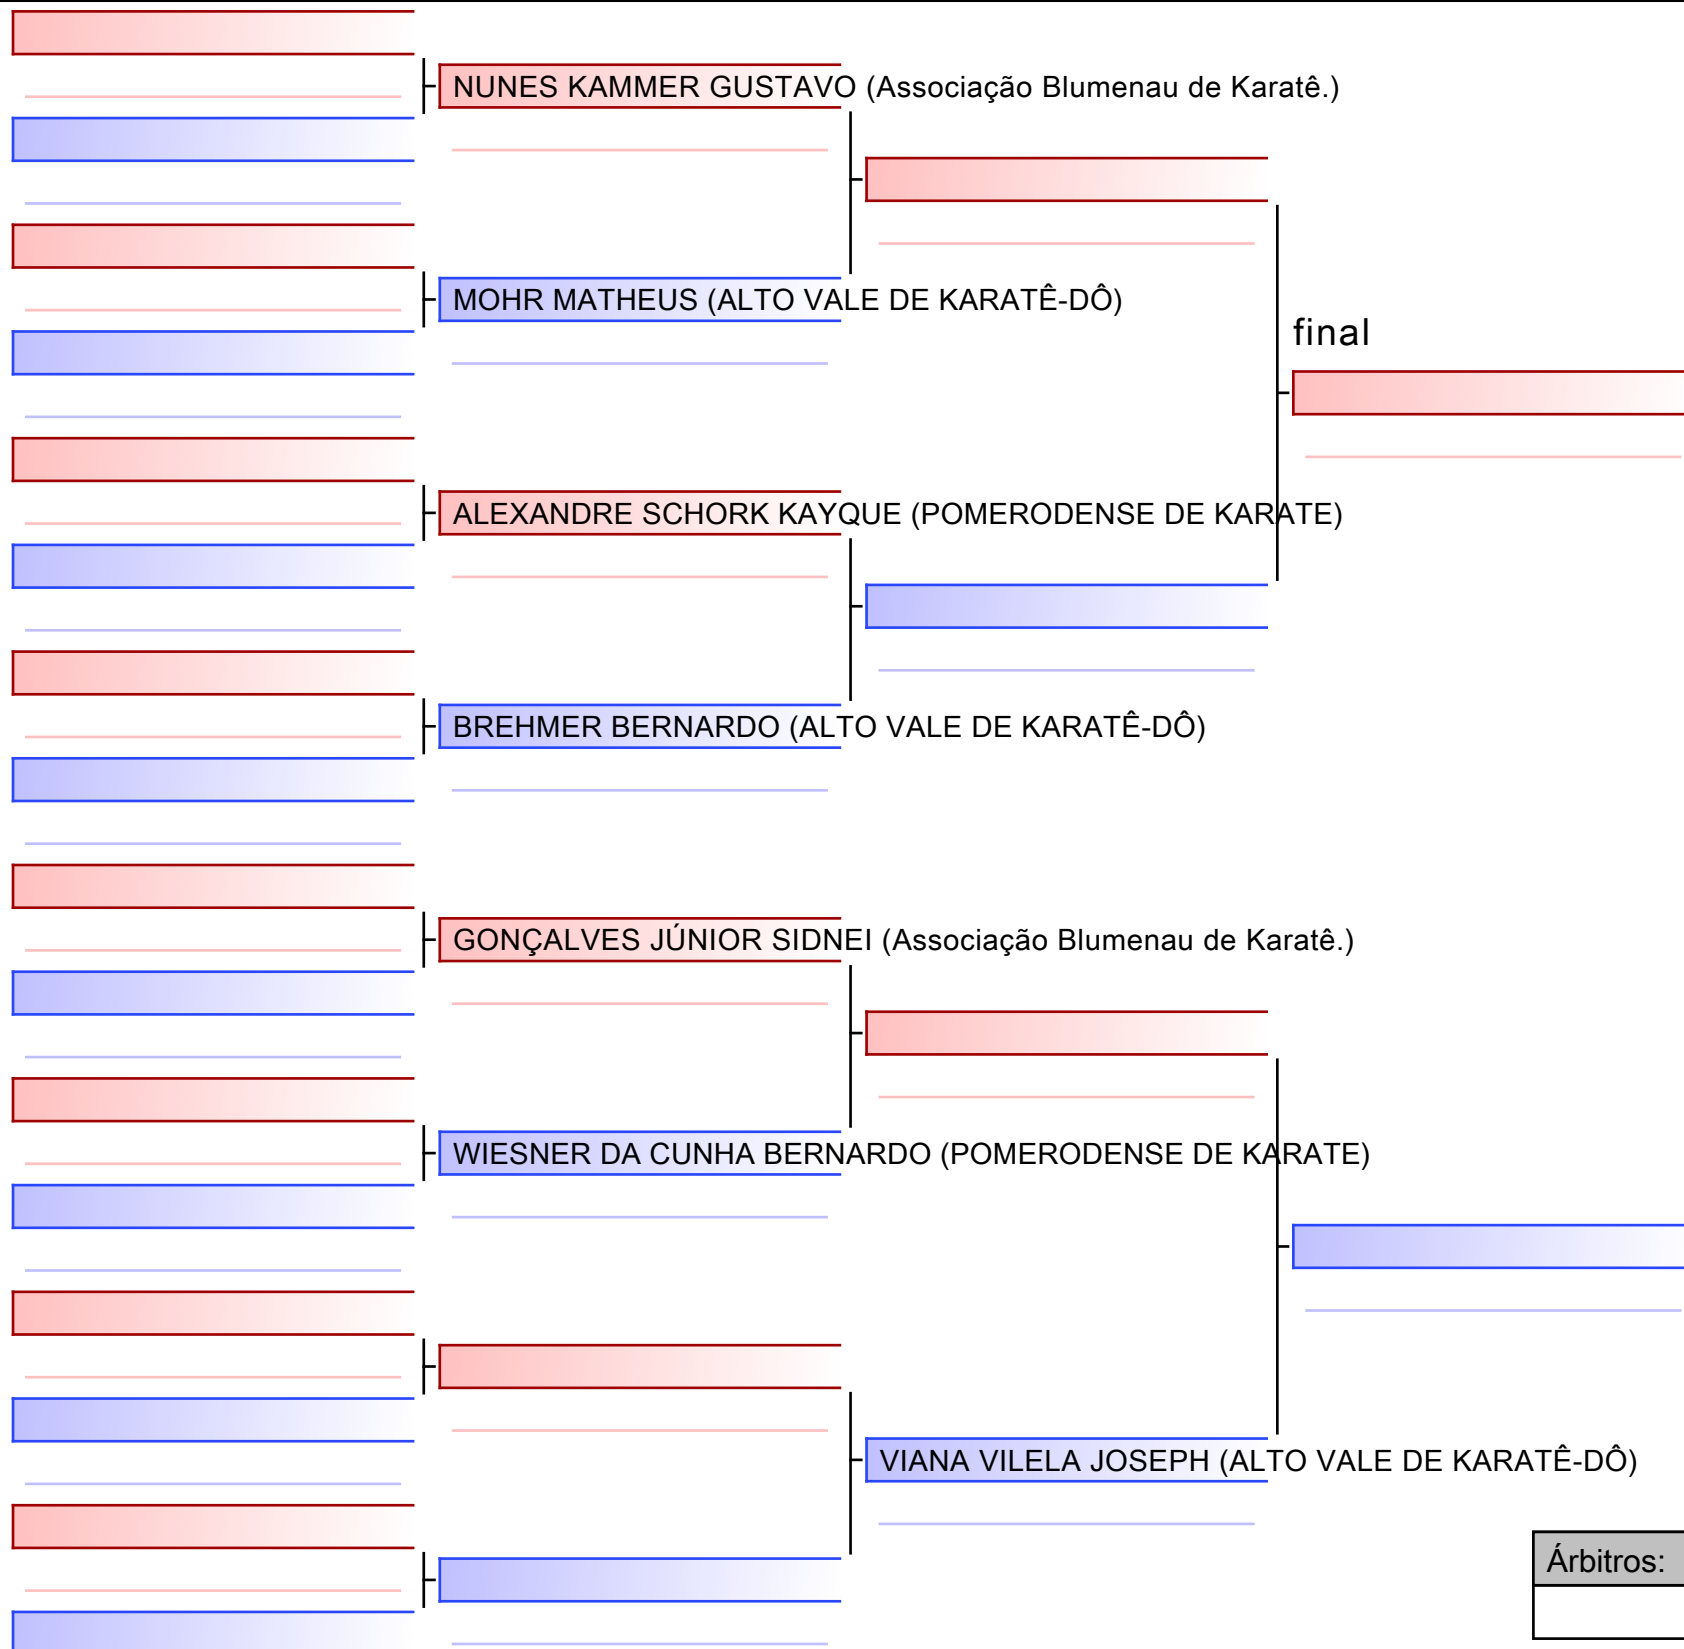 NUNES KAMMER GUSTAVO (Associação Blumenau de Karatê.)
MOHR MATHEUS (ALTO VALE DE KARATÊ-DÔ)
final
ALEXANDRE SCHORK KAYQUE (POMERODENSE DE KARATE)
BREHMER BERNARDO (ALTO VALE DE KARATÊ-DÔ)
GONÇALVES JÚNIOR SIDNEI (Associação Blumenau de Karatê.)
WIESNER DA CUNHA BERNARDO (POMERODENSE DE KARATE)
VIANA VILELA JOSEPH (ALTO VALE DE KARATÊ-DÔ)
Árbitros: